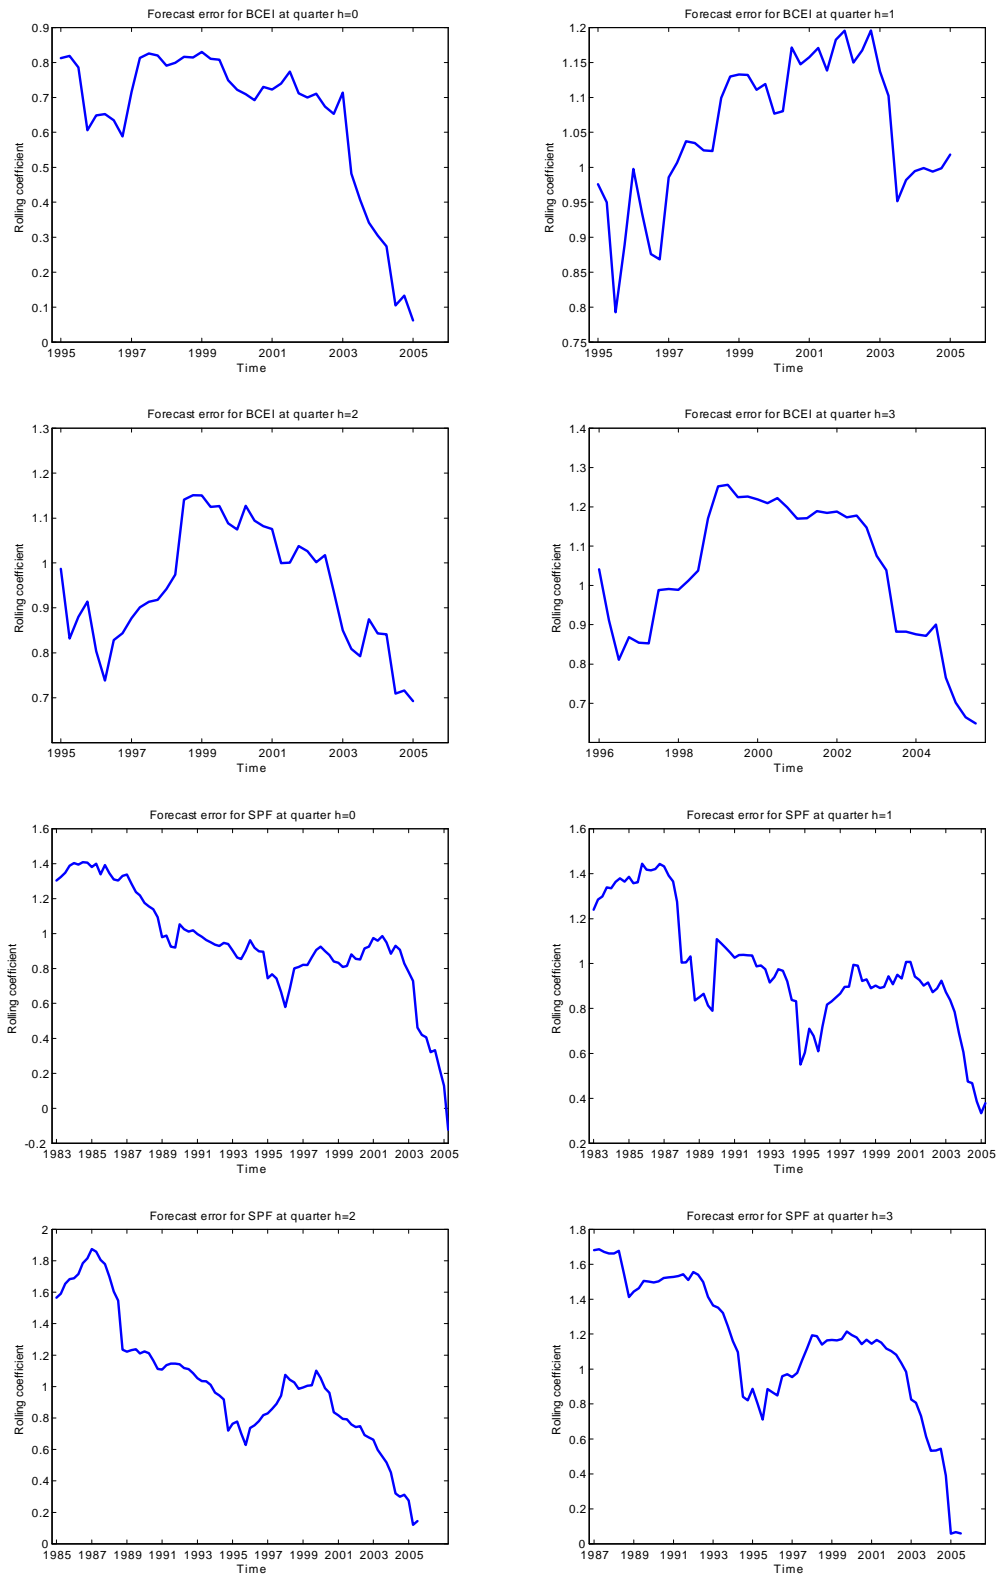 Forecast error for BCEI at quarter h=0
0.9
0.8
0.7
0.6
0.5
0.4
0.3
0.2
0.1
0
Rolling coefficient
1995 1997 1999 2001 2003 2005
Time
Forecast error for BCEI at quarter h=1
1.2
1.15
1.1
1.05
1
0.95
0.9
0.85
0.8
0.75
Rolling coefficient
1995 1997 1999 2001 2003 2005
Time
Forecast error for BCEI at quarter h=2
1.3
1.2
1.1
1
0.9
0.8
0.7
Rolling coefficient
1995 1997 1999 2001 2003 2005
Time
Forecast error for BCEI at quarter h=3
1.4
1.3
1.2
1.1
1
0.9
0.8
0.7
Rolling coefficient
1996 1998 2000 2002 2004
Time
Forecast error for SPF at quarter h=0
1.6
1.4
1.2
1
0.8
0.6
0.4
0.2
0
-0.2
Rolling coefficient
1983 1985 1987 1989 1991 1993 1995 1997 1999 2001 2003 2005
Time
Forecast error for SPF at quarter h=1
1.6
1.4
1.2
1
0.8
0.6
0.4
0.2
Rolling coefficient
1983 1985 1987 1989 1991 1993 1995 1997 1999 2001 2003 2005
Time
Forecast error for SPF at quarter h=2
2
1.8
1.6
1.4
1.2
1
0.8
0.6
0.4
0.2
0
Rolling coefficient
1985 1987 1989 1991 1993 1995 1997 1999 2001 2003 2005
Time
Forecast error for SPF at quarter h=3
1.8
1.6
1.4
1.2
1
0.8
0.6
0.4
0.2
0
Rolling coefficient
1987 1989 1991 1993 1995 1997 1999 2001 2003 2005
Time